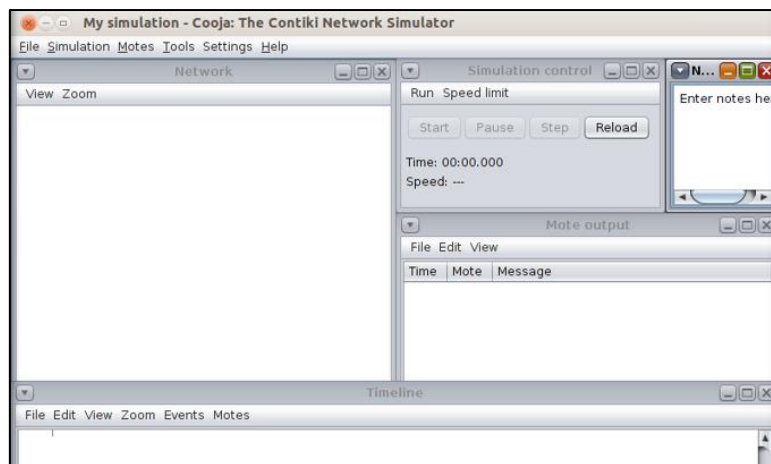 My simulation - Cooja: The Contiki Network Simulator
File Simulation Motes Tools Settings Help
Network
View Zoom
Simulation control
Run Speed limit
Start Pause Step Reload
Time: 00:00.000
Speed: ---
N...
Enter notes he
Mote output
File Edit View
Time Mote Message
Timeline
File Edit View Zoom Events Motes